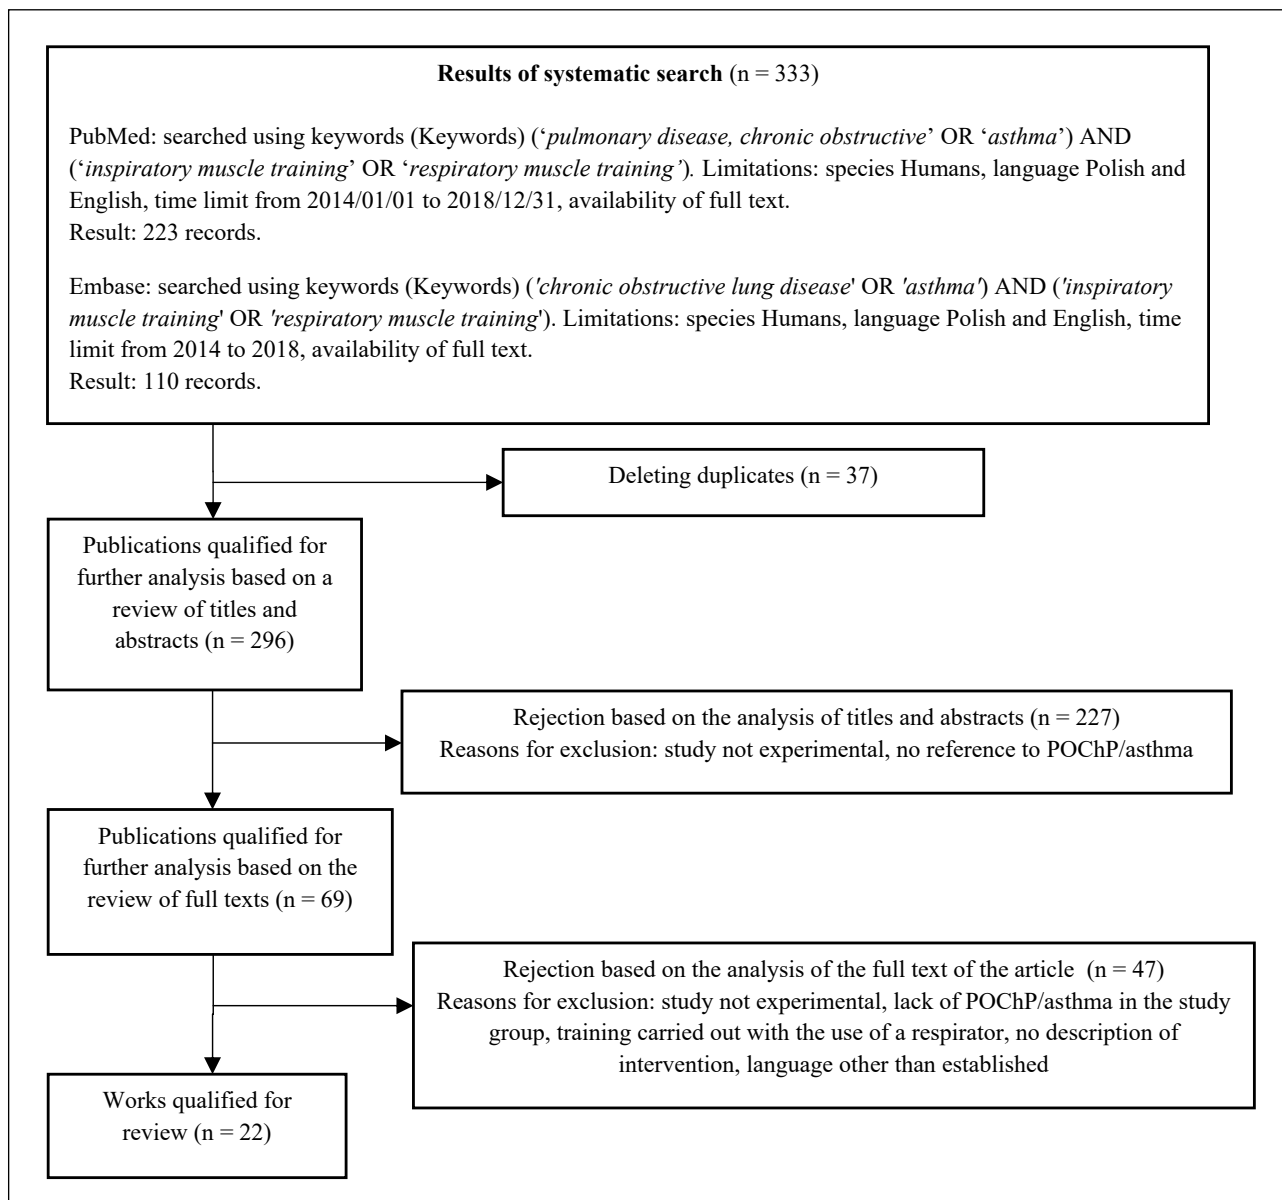 Results of systematic search (n = 333)
PubMed: searched using keywords (Keywords) (‘pulmonary disease, chronic obstructive’ OR ‘asthma’) AND
(‘inspiratory muscle training’ OR ‘respiratory muscle training’). Limitations: species Humans, language Polish and
English, time limit from 2014/01/01 to 2018/12/31, availability of full text.
Result: 223 records.
Embase: searched using keywords (Keywords) ('chronic obstructive lung disease' OR 'asthma') AND ('inspiratory
muscle training' OR 'respiratory muscle training'). Limitations: species Humans, language Polish and English, time
limit from 2014 to 2018, availability of full text.
Result: 110 records.
Deleting duplicates (n = 37)
Publications qualified for
further analysis based on a
review of titles and
abstracts (n = 296)
Rejection based on the analysis of titles and abstracts (n = 227)
Reasons for exclusion: study not experimental, no reference to POChP/asthma
Publications qualified for
further analysis based on the
review of full texts (n = 69)
Rejection based on the analysis of the full text of the article (n = 47)
Reasons for exclusion: study not experimental, lack of POChP/asthma in the study
group, training carried out with the use of a respirator, no description of
intervention, language other than established
Works qualified for
review (n = 22)